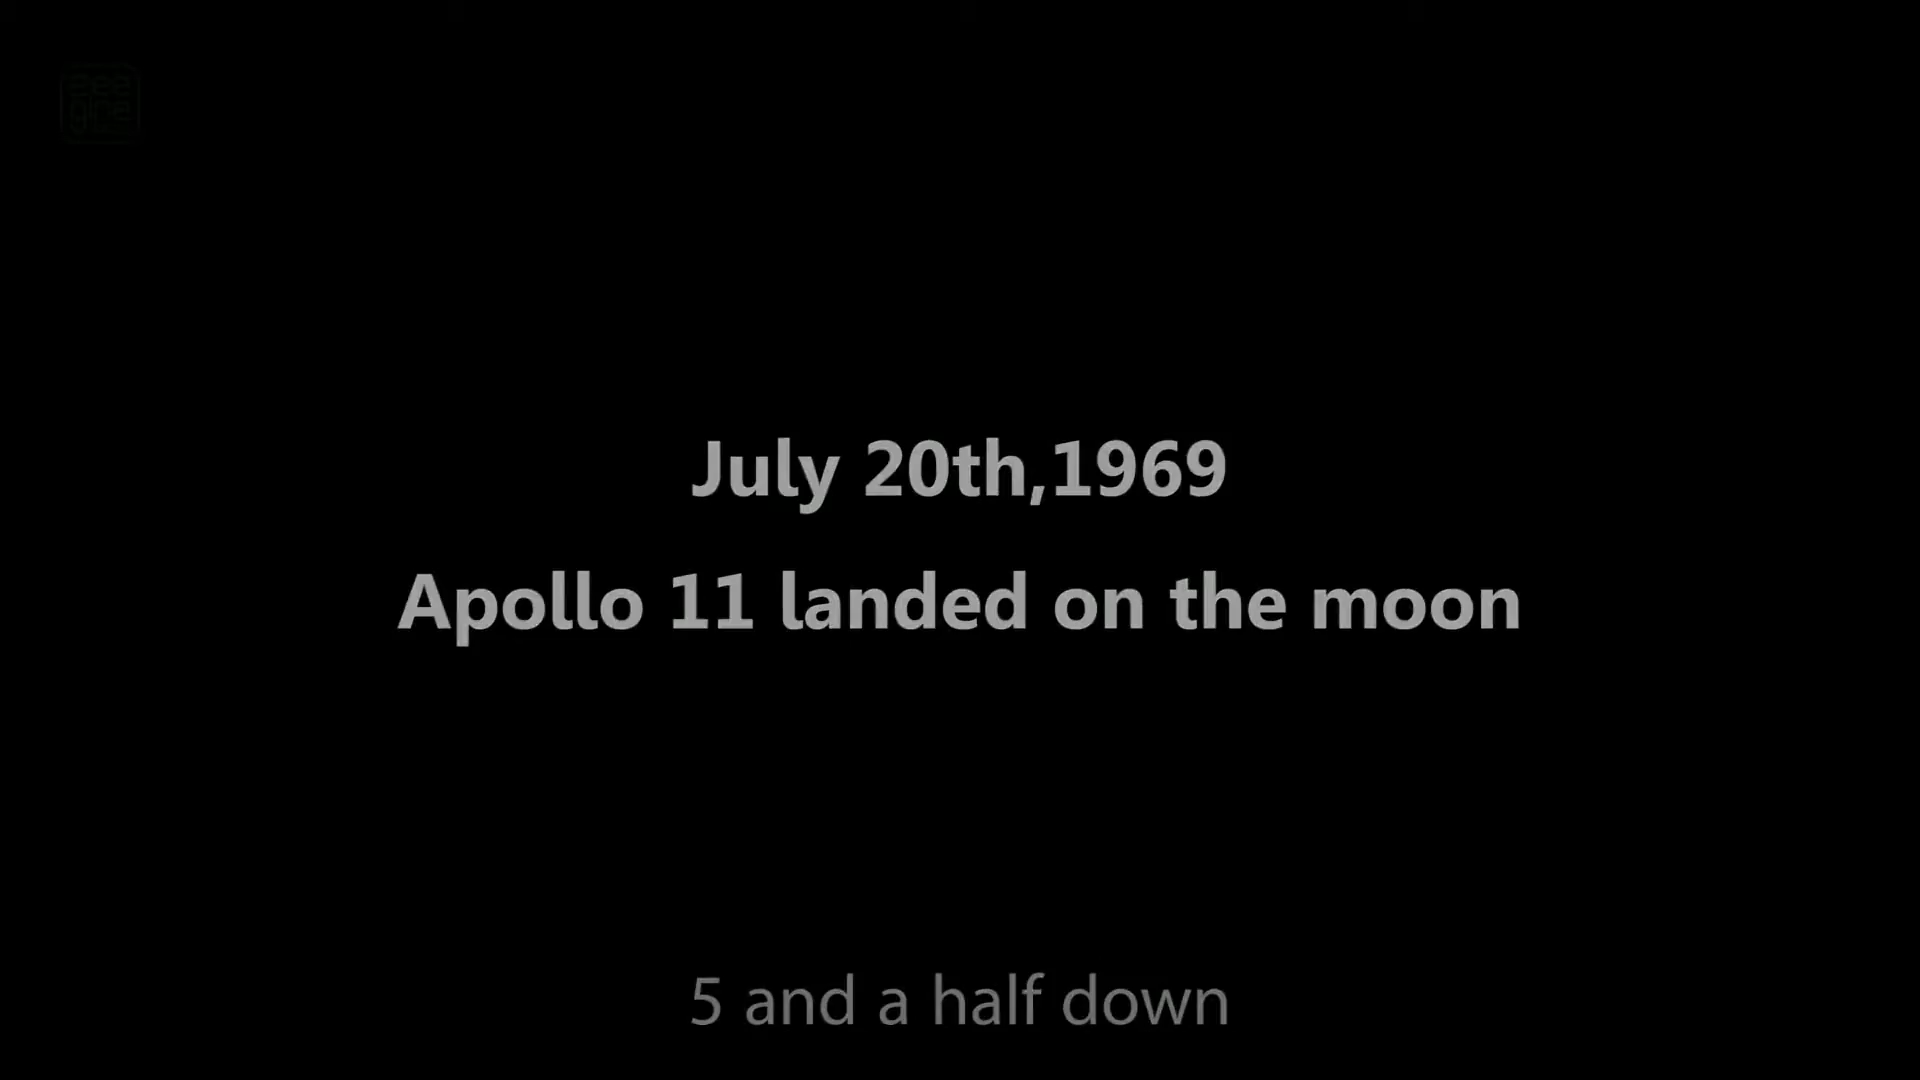 July 20th,1969
Apollo 11 landed on the moon
5 and a half down